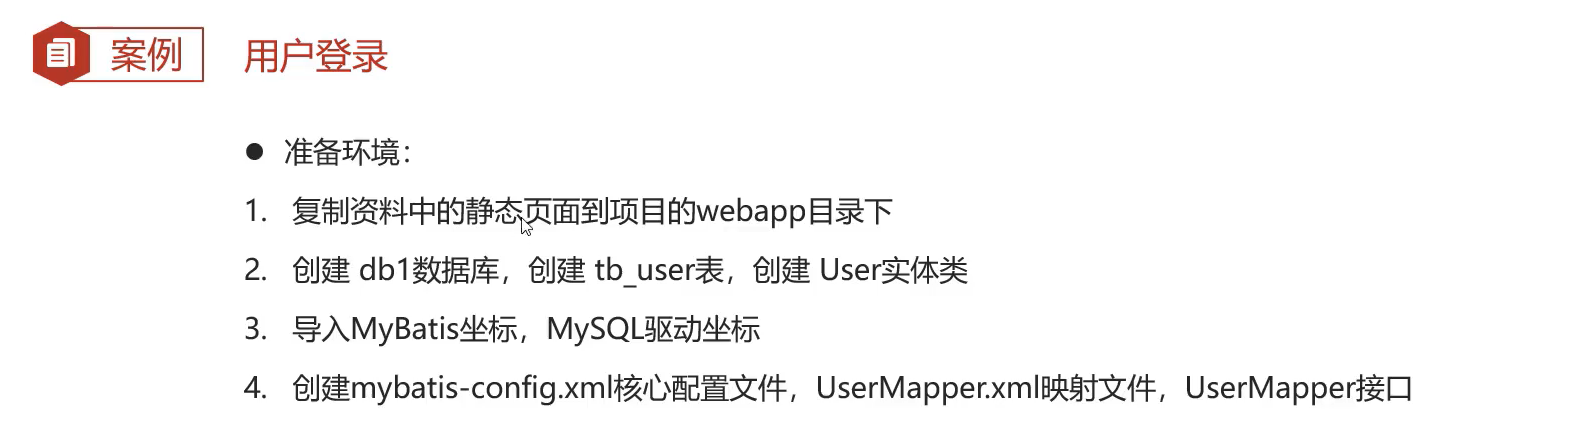 案例 用户登录
● 准备环境：
1. 复制资料中的静态页面到项目的webapp目录下
2. 创建 db1数据库，创建 tb_user表，创建 User实体类
3. 导入MyBatis坐标，MySQL驱动坐标
4. 创建mybatis-config.xml核心配置文件，UserMapper.xml映射文件，UserMapper接口